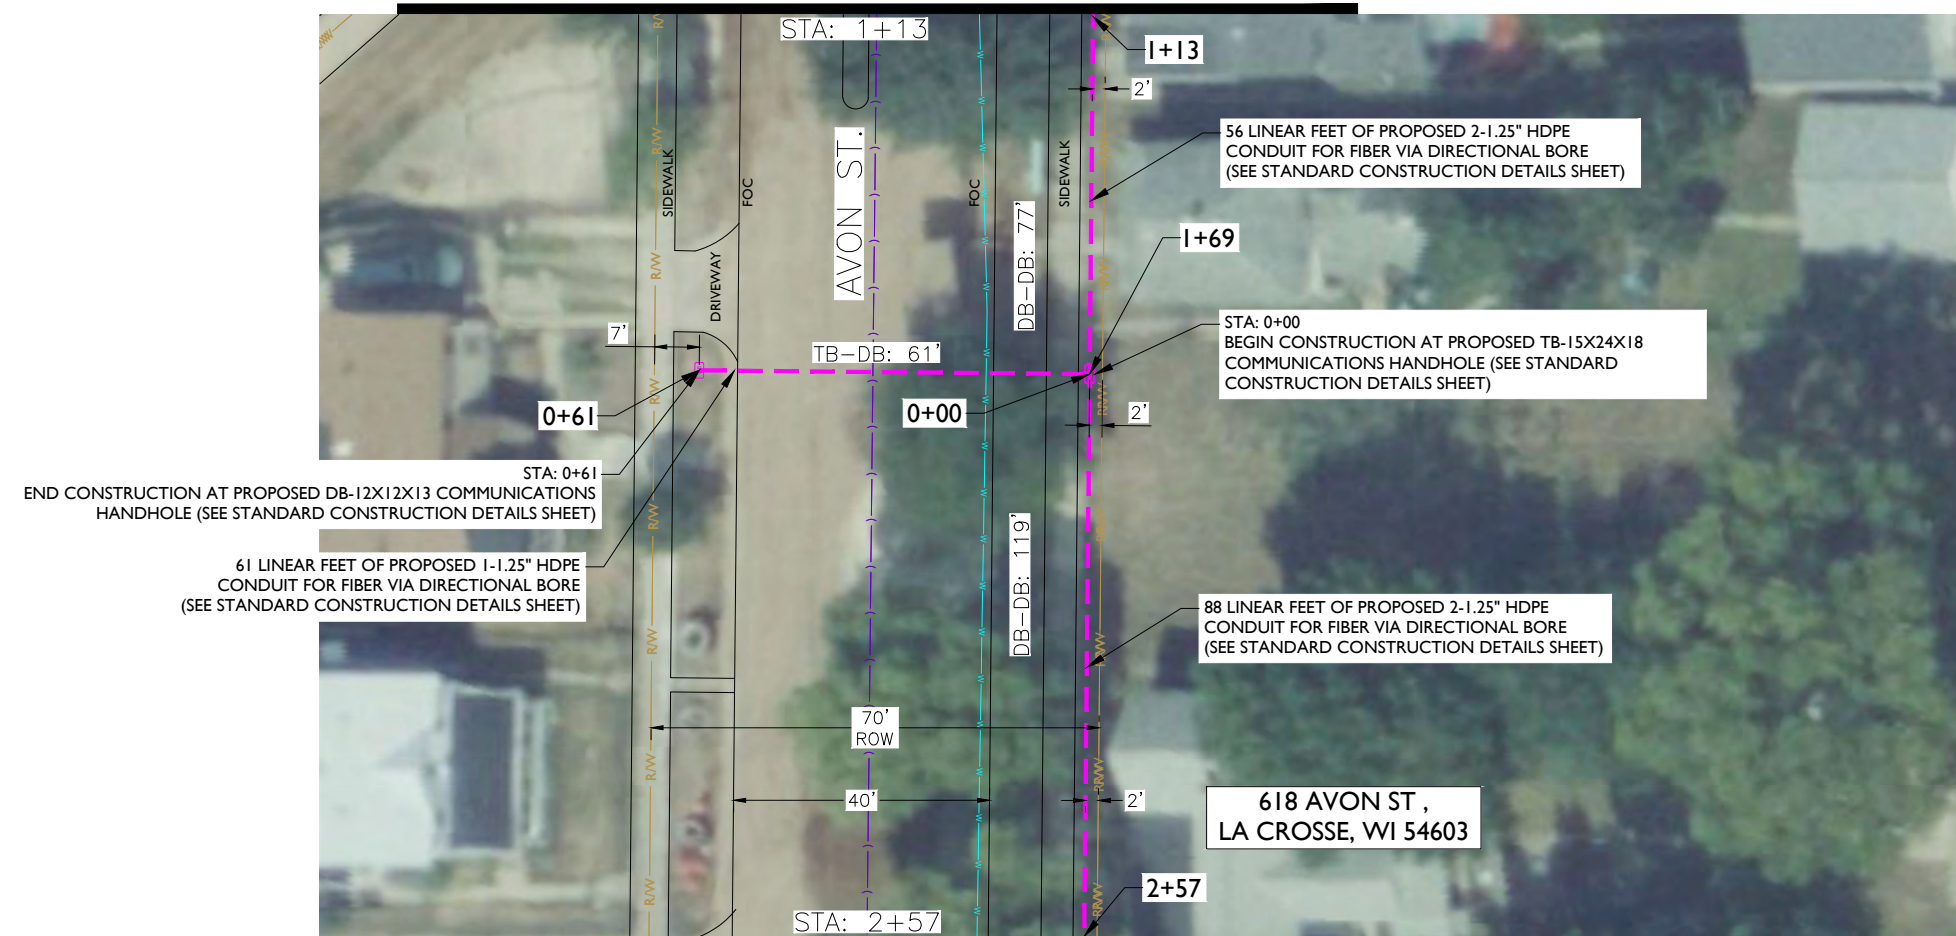 STA: 1+13
1+13
2'
56 LINEAR FEET OF PROPOSED 2-1.25" HDPE
CONDUIT FOR FIBER VIA DIRECTIONAL BORE
(SEE STANDARD CONSTRUCTION DETAILS SHEET)
R/W
R/W
R/W
R/W
SIDEWALK
FOC
AVON ST.
FOC
DB-DB: 77'
SIDEWALK
1+69
DRIVEWAY
7'
TB-DB: 61'
STA: 0+00
BEGIN CONSTRUCTION AT PROPOSED TB-15X24X18
COMMUNICATIONS HANDHOLE (SEE STANDARD
CONSTRUCTION DETAILS SHEET)
0+61
0+00
2'
R/W
STA: 0+61
END CONSTRUCTION AT PROPOSED DB-12X12X13 COMMUNICATIONS
HANDHOLE (SEE STANDARD CONSTRUCTION DETAILS SHEET)
R/W
DB-DB: 119'
61 LINEAR FEET OF PROPOSED 1-1.25" HDPE
CONDUIT FOR FIBER VIA DIRECTIONAL BORE
(SEE STANDARD CONSTRUCTION DETAILS SHEET)
88 LINEAR FEET OF PROPOSED 2-1.25" HDPE
CONDUIT FOR FIBER VIA DIRECTIONAL BORE
(SEE STANDARD CONSTRUCTION DETAILS SHEET)
R/W
70'
ROW
R/W
40'
2'
618 AVON ST ,
LA CROSSE, WI 54603
R/W
2+57
STA: 2+57